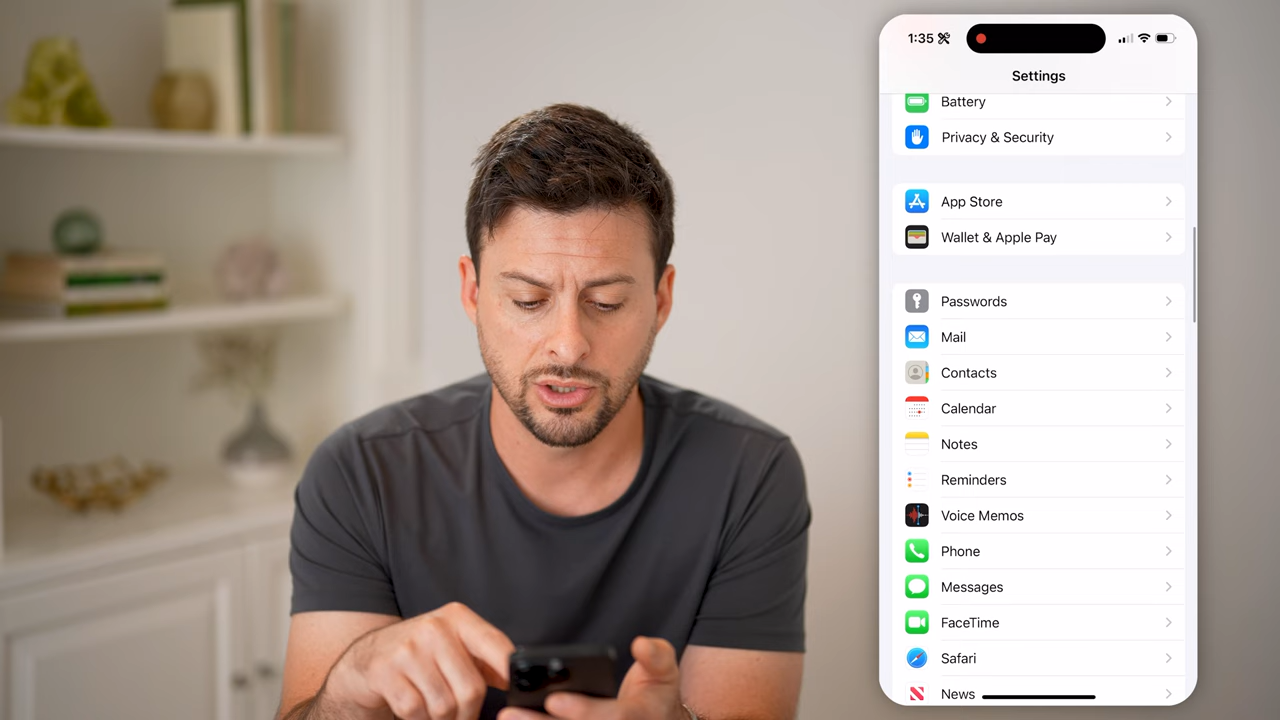 1:35
Settings
Battery
Privacy & Security
App Store
Wallet & Apple Pay
Passwords
Mail
Contacts
Calendar
Notes
Reminders
Voice Memos
Phone
Messages
FaceTime
Safari
News